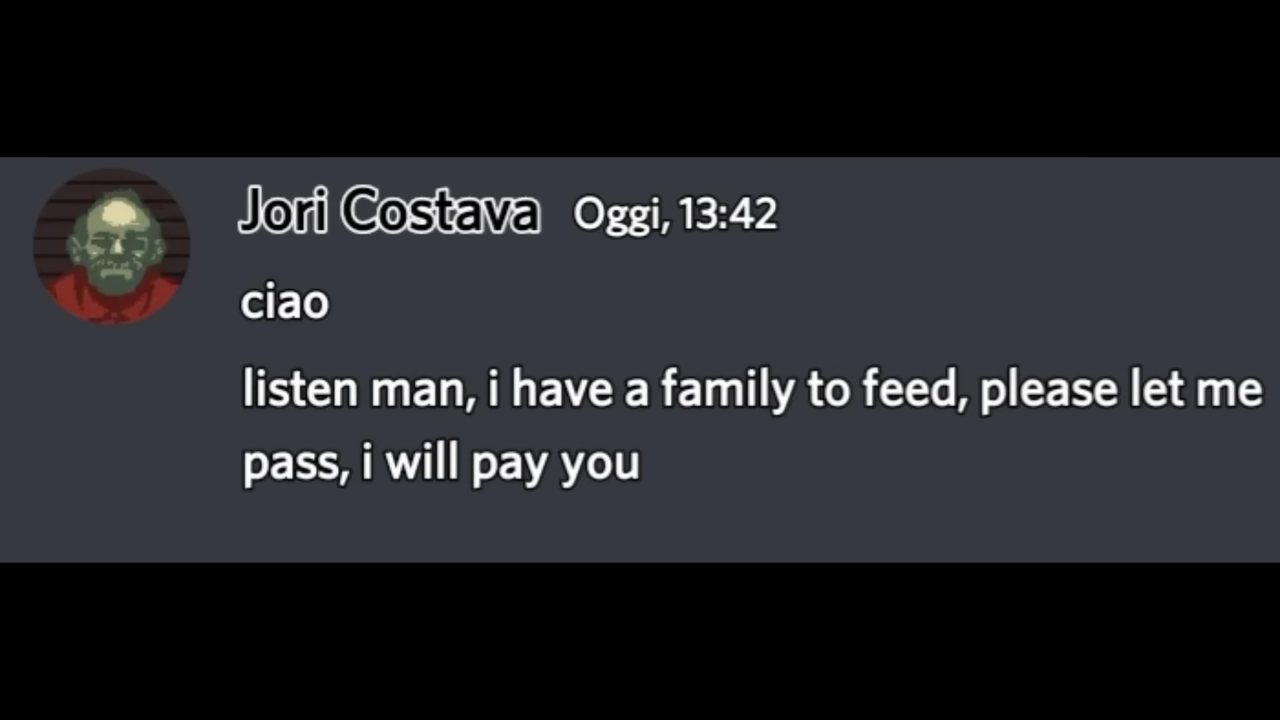 Jori Costava Oggi, 13:42
ciao
listen man, i have a family to feed, please let me
pass, i will pay you